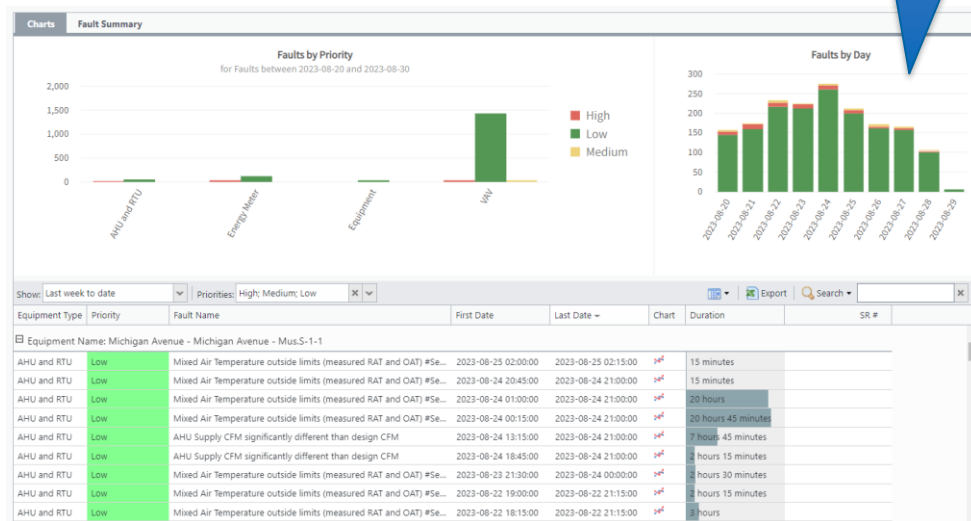 Charts Fault Summary
Faults by Priority
for Faults between 2023-08-20 and 2023-08-30
2,000
1,500
1,000
500
0
AHU and RTU
Energy Meter
Equipment
VAV
High
Low
Medium
Faults by Day
300
250
200
150
100
50
0
2023-08-20
2023-08-21
2023-08-22
2023-08-23
2023-08-24
2023-08-25
2023-08-26
2023-08-27
2023-08-28
2023-08-29
Show: Last week to date Priorities: High; Medium; Low Export Search
Equipment Type Priority Fault Name First Date Last Date Chart Duration SR #
Equipment Name: Michigan Avenue - Michigan Avenue - Mus.S-1-1
AHU and RTU Low Mixed Air Temperature outside limits (measured RAT and OAT) #Se... 2023-08-25 02:00:00 2023-08-25 02:15:00 15 minutes
AHU and RTU Low Mixed Air Temperature outside limits (measured RAT and OAT) #Se... 2023-08-24 20:45:00 2023-08-24 21:00:00 15 minutes
AHU and RTU Low Mixed Air Temperature outside limits (measured RAT and OAT) #Se... 2023-08-24 01:00:00 2023-08-24 21:00:00 20 hours
AHU and RTU Low Mixed Air Temperature outside limits (measured RAT and OAT) #Se... 2023-08-24 00:15:00 2023-08-24 21:00:00 20 hours 45 minutes
AHU and RTU Low AHU Supply CFM significantly different than design CFM 2023-08-24 13:15:00 2023-08-24 21:00:00 7 hours 45 minutes
AHU and RTU Low AHU Supply CFM significantly different than design CFM 2023-08-24 18:45:00 2023-08-24 21:00:00 2 hours 15 minutes
AHU and RTU Low Mixed Air Temperature outside limits (measured RAT and OAT) #Se... 2023-08-23 21:30:00 2023-08-24 00:00:00 2 hours 30 minutes
AHU and RTU Low Mixed Air Temperature outside limits (measured RAT and OAT) #Se... 2023-08-22 19:00:00 2023-08-22 21:15:00 2 hours 15 minutes
AHU and RTU Low Mixed Air Temperature outside limits (measured RAT and OAT) #Se... 2023-08-22 18:15:00 2023-08-22 21:15:00 3 hours